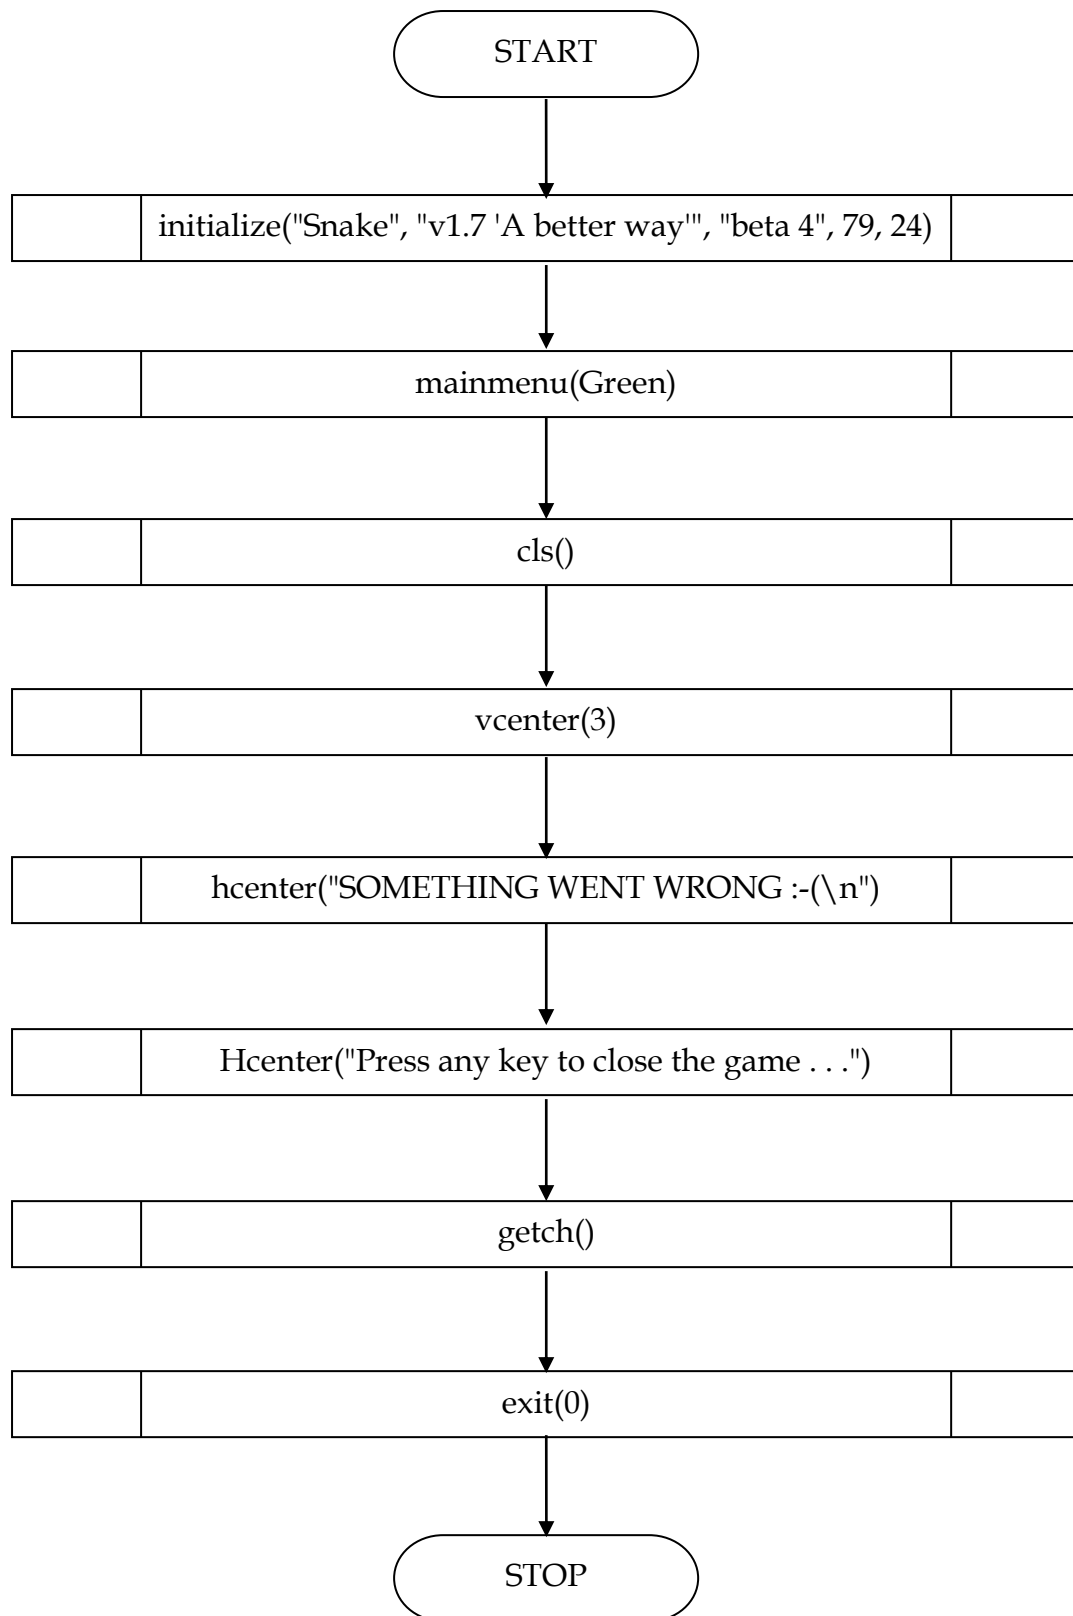 START
initialize("Snake", "v1.7 'A better way'", "beta 4", 79, 24)
mainmenu(Green)
cls()
vcenter(3)
hcenter("SOMETHING WENT WRONG :-(\n")
Hcenter("Press any key to close the game . . .")
getch()
exit(0)
STOP